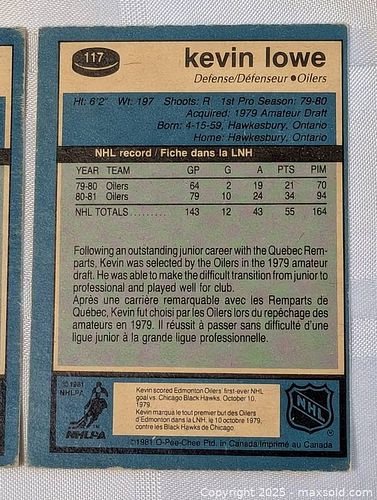 117
kevin lowe
Defense/Défenseur ● Oilers
Ht: 6'2" Wt: 197 Shoots: R 1st Pro Season: 79-80
Acquired: 1979 Amateur Draft
Born: 4-15-59, Hawkesbury, Ontario
Home: Hawkesbury, Ontario
NHL record / Fiche dans la LNH
YEAR TEAM GP G A PTS PIM
79-80 Oilers 64 2 19 21 70
80-81 Oilers 79 10 24 34 94
NHL TOTALS......... 143 12 43 55 164
Following an outstanding junior career with the Quebec Rem-
parts, Kevin was selected by the Oilers in the 1979 amateur
draft. He was able to make the difficult transition from junior to
professional and played well for club.
Après une carrière remarquable avec les Remparts de
Québec, Kevin fut choisi par les Oilers lors du repêchage des
amateurs en 1979. Il réussit à passer sans difficulté d'une
ligue junior à la grande ligue professionnelle.
© 1981
NHLPA
NHLPA
Kevin scored Edmonton Oilers' first-ever NHL
goal vs. Chicago Black Hawks, October 10,
1979.
Kevin marqua le tout premier but des Oilers
d'Edmonton dans la LNH, le 10 octobre 1979,
contre les Black Hawks de Chicago.
NHL
©1981 O-Pee-Chee Ptd. in Canada/Imprimé au Canada
Copyright 2025 - maxsold.com